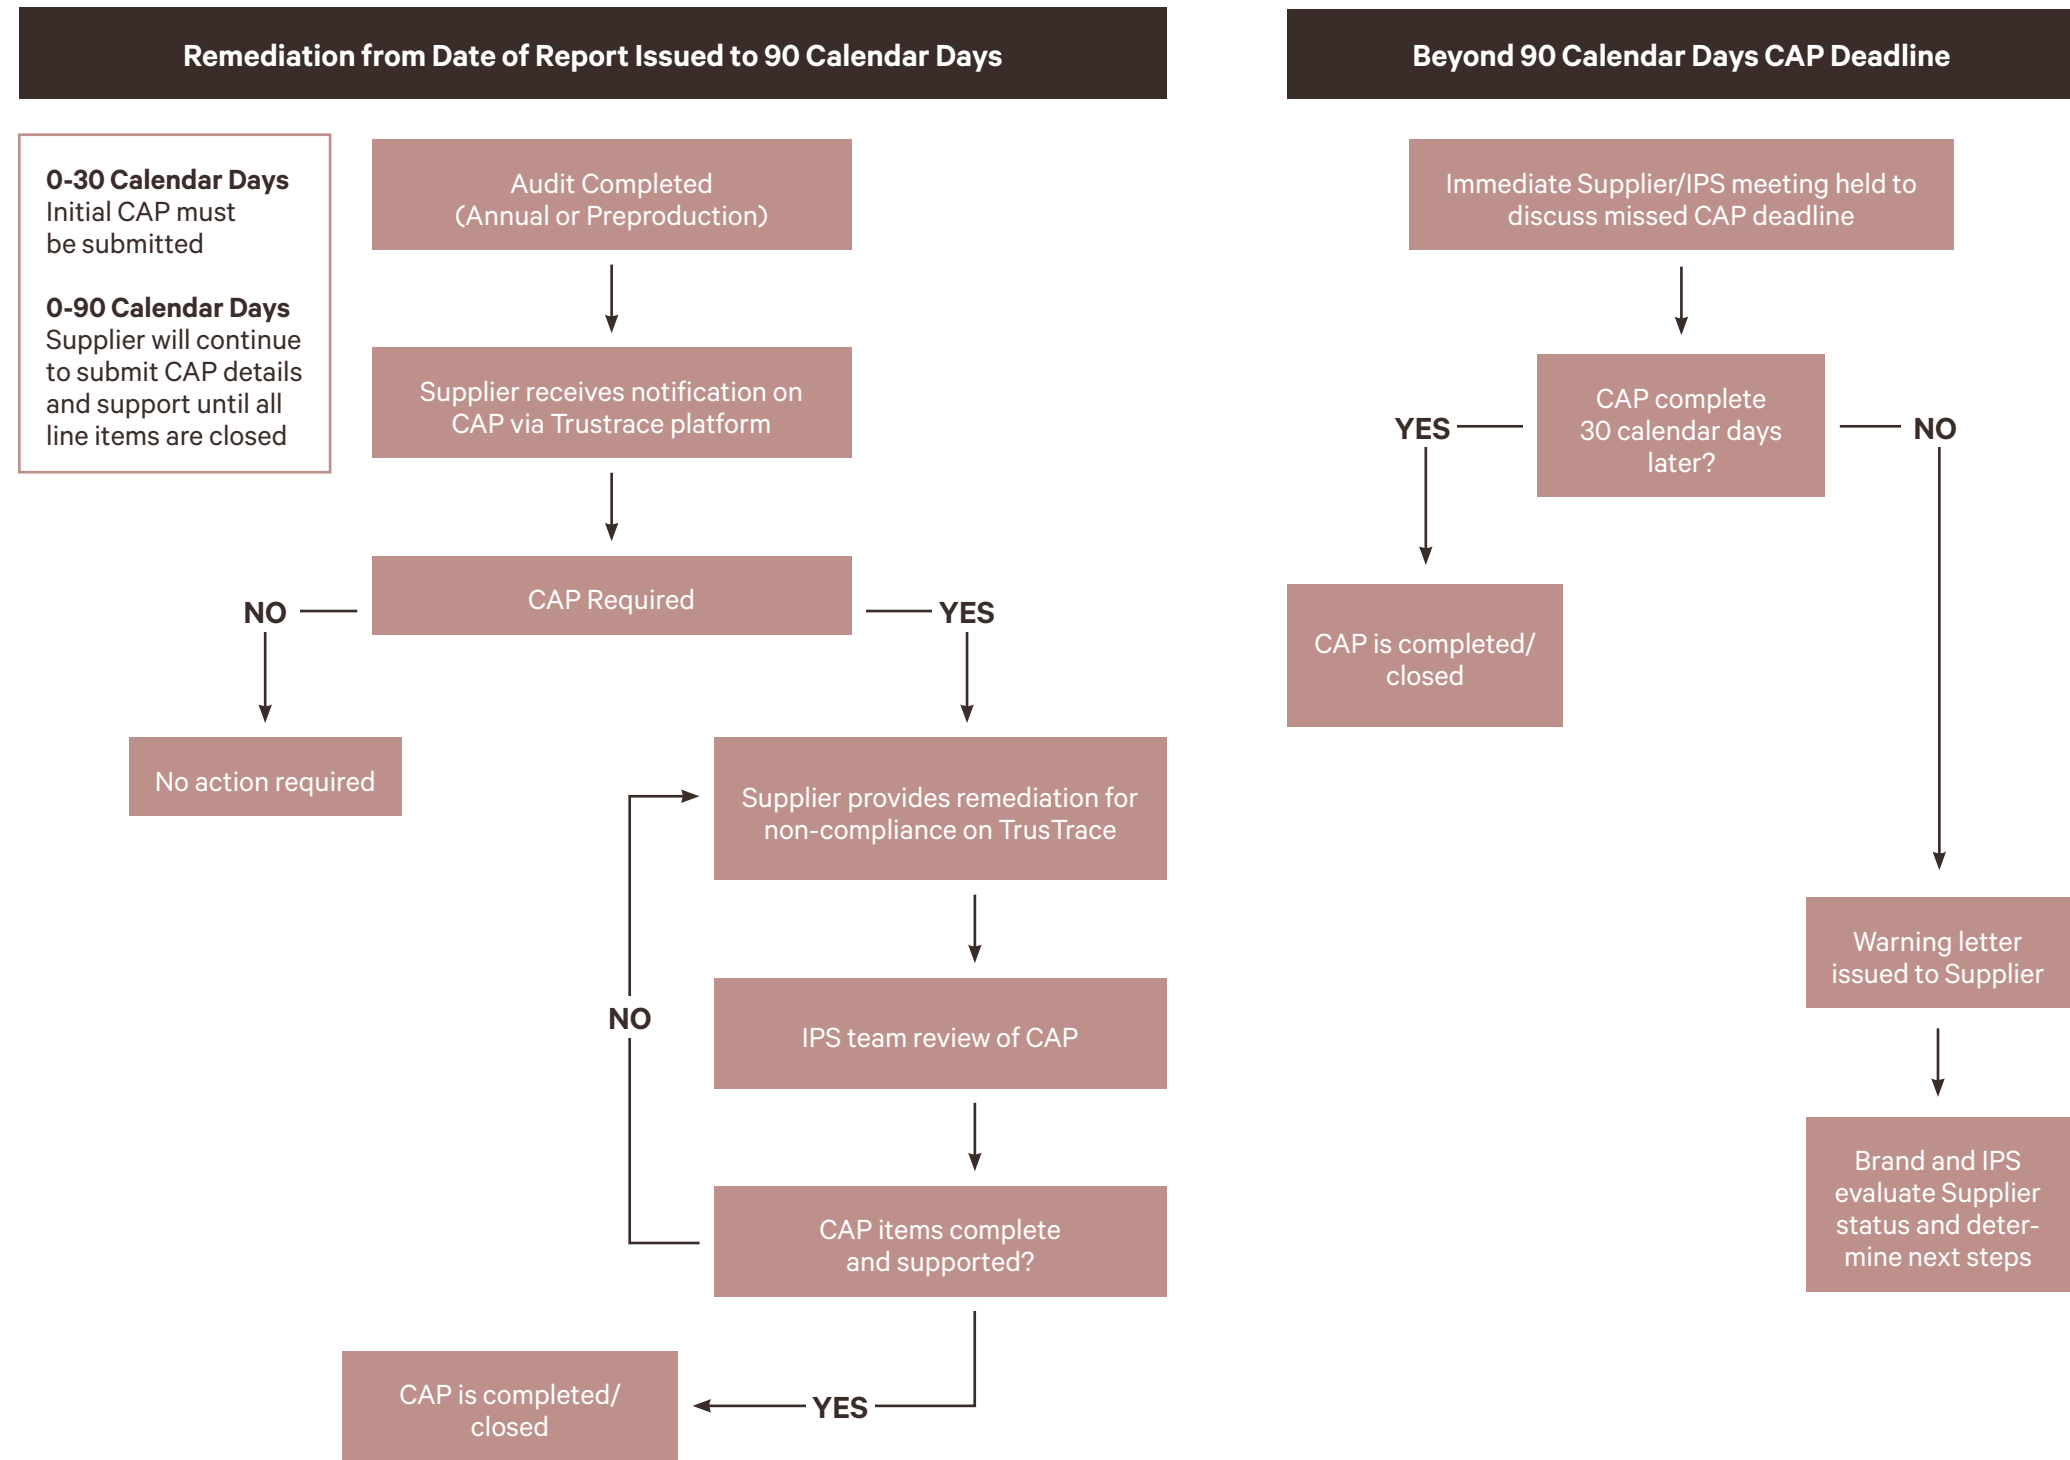 Remediation from Date of Report Issued to 90 Calendar Days
0-30 Calendar Days
Initial CAP must
be submitted
0-90 Calendar Days
Supplier will continue
to submit CAP details
and support until all
line items are closed
Audit Completed
(Annual or Preproduction)
Supplier receives notification on
CAP via Trustrace platform
CAP Required
NO
YES
No action required
Supplier provides remediation for
non-compliance on TrusTrace
NO
IPS team review of CAP
CAP items complete
and supported?
YES
CAP is completed/
closed
Beyond 90 Calendar Days CAP Deadline
Immediate Supplier/IPS meeting held to
discuss missed CAP deadline
CAP complete
30 calendar days
later?
YES
NO
CAP is completed/
closed
Warning letter
issued to Supplier
Brand and IPS
evaluate Supplier
status and deter-
mine next steps